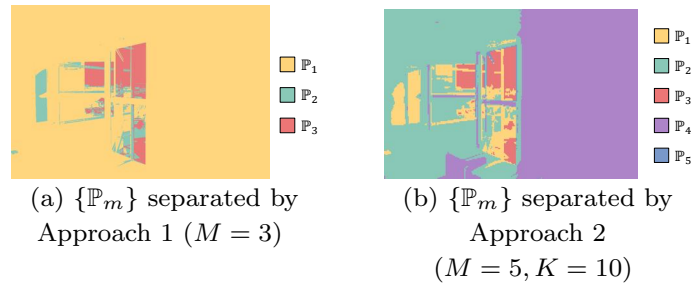 ℙ₁
ℙ₂
ℙ₃
(a) {ℙₘ} separated by
Approach 1 (M = 3)
ℙ₁
ℙ₂
ℙ₃
ℙ₄
ℙ₅
(b) {ℙₘ} separated by
Approach 2
(M = 5, K = 10)